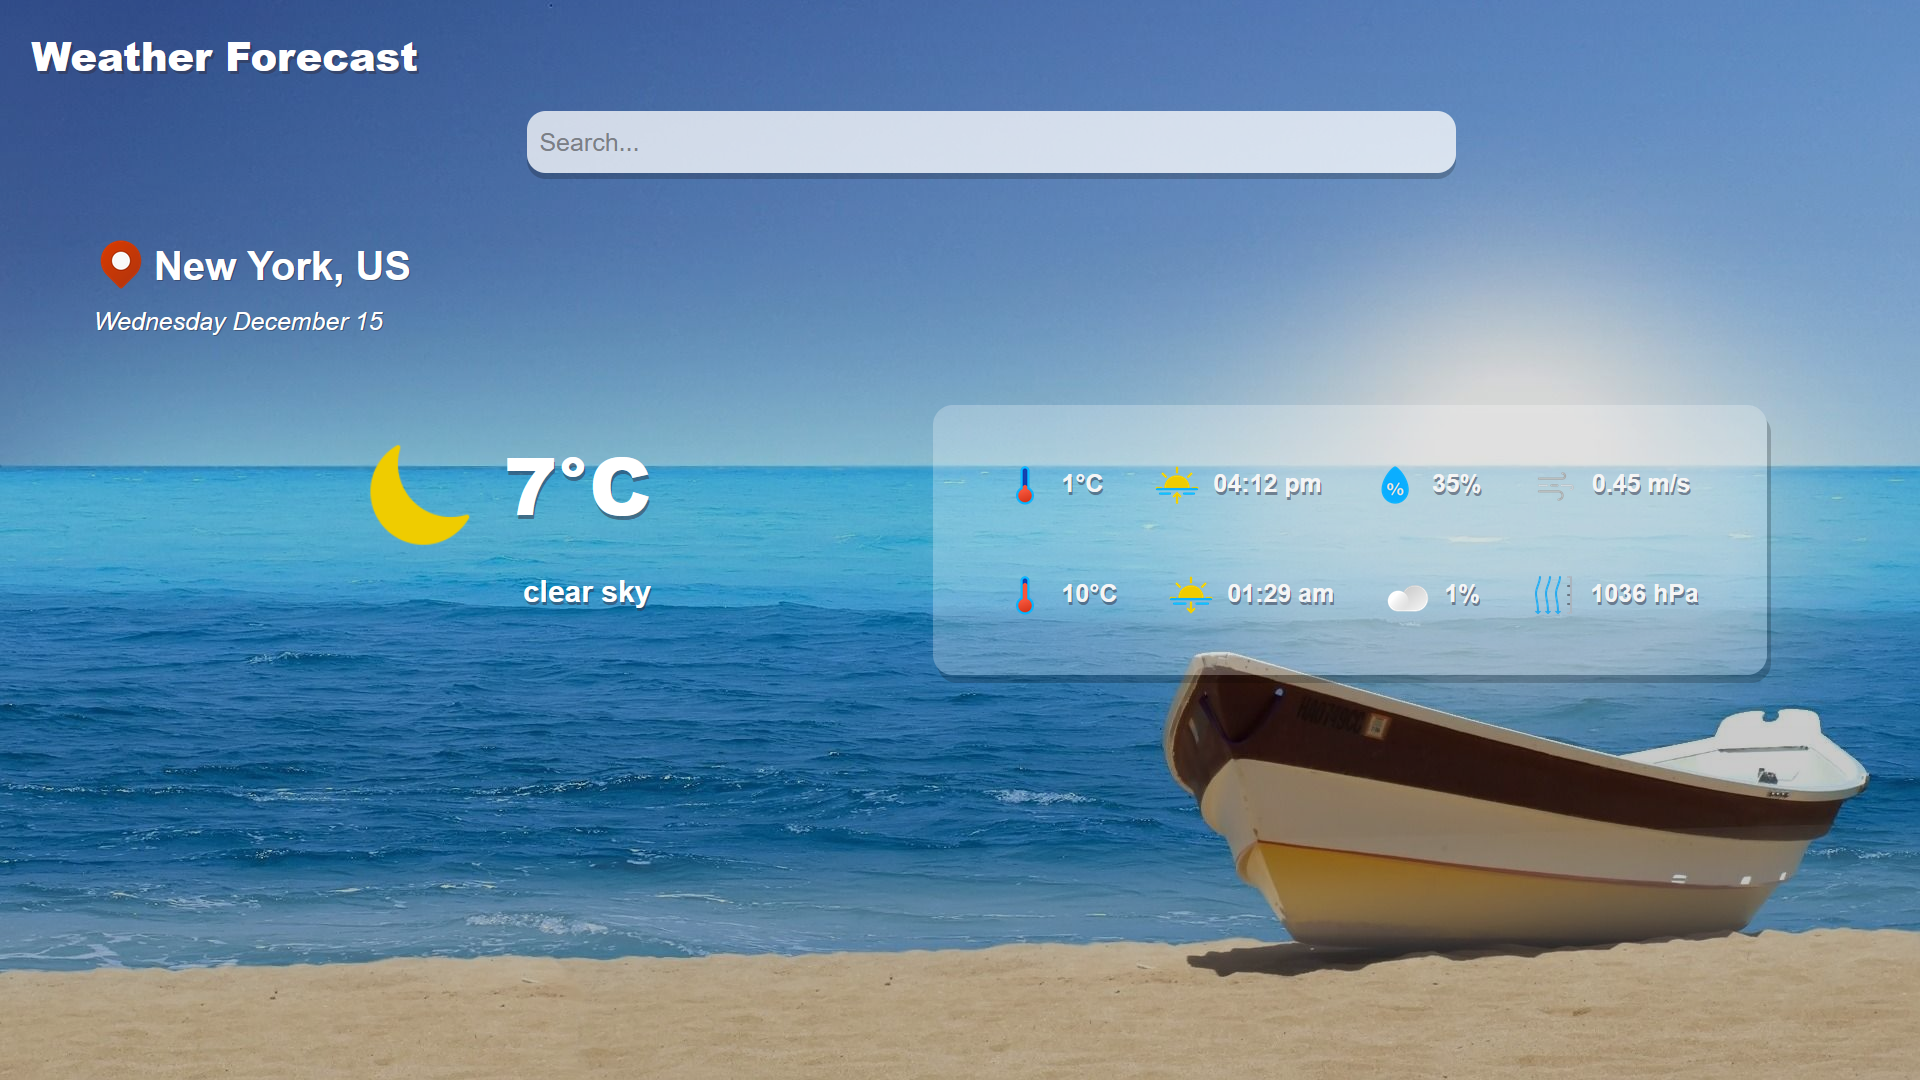 Weather Forecast
Search...
New York, US
Wednesday December 15
7°C
clear sky
1°C 04:12 pm % 35% 0.45 m/s
10°C 01:29 am 1% 1036 hPa